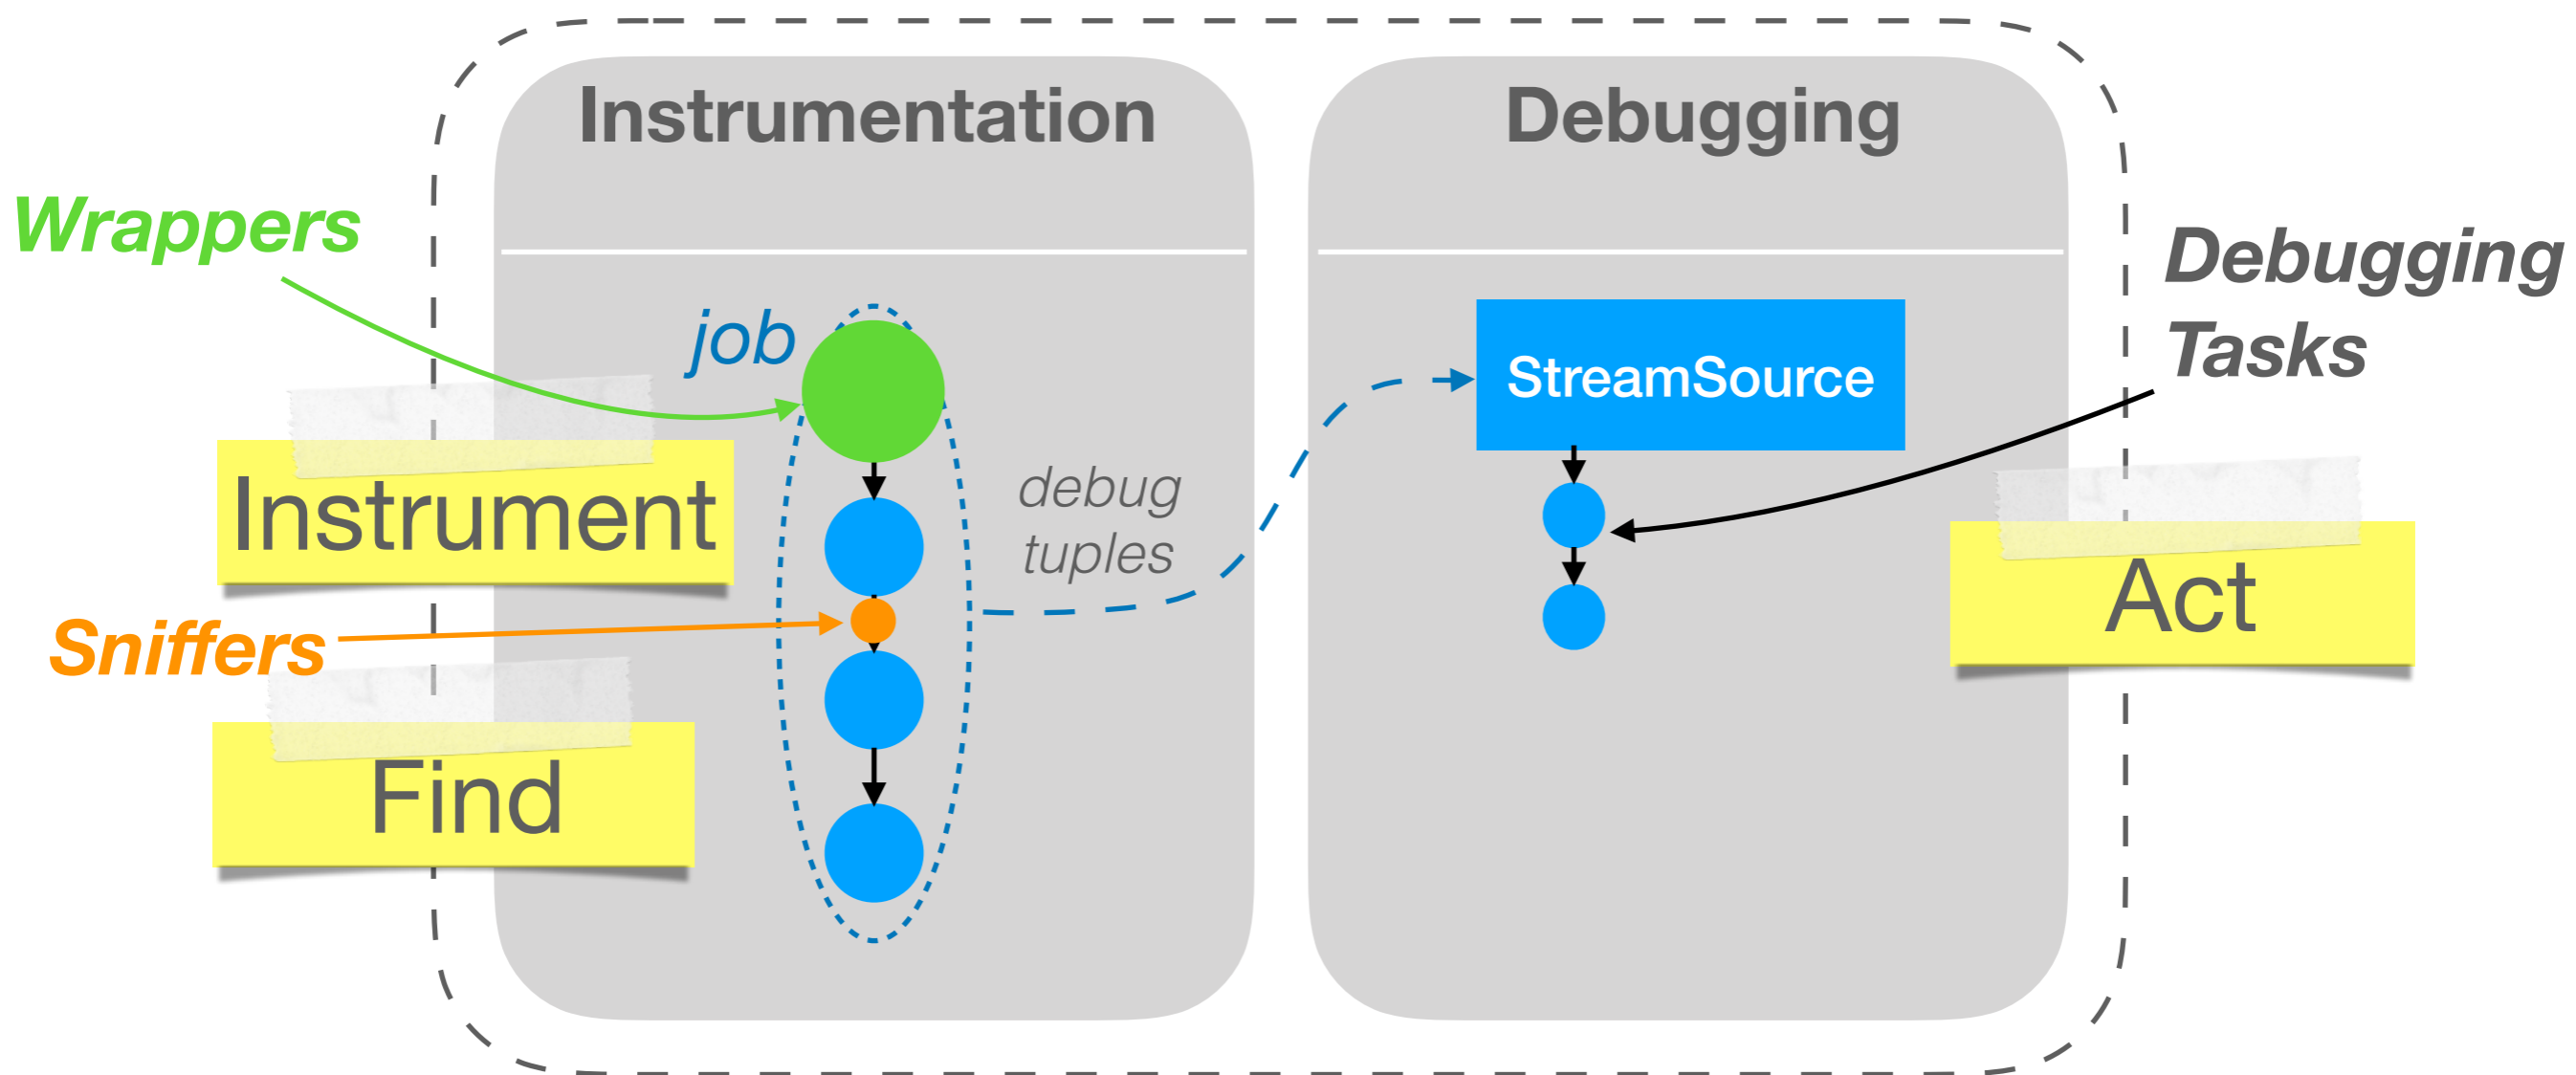 Instrumentation
Debugging
Wrappers
Debugging
Tasks
job
StreamSource
Instrument
debug
tuples
Act
Sniffers
Find